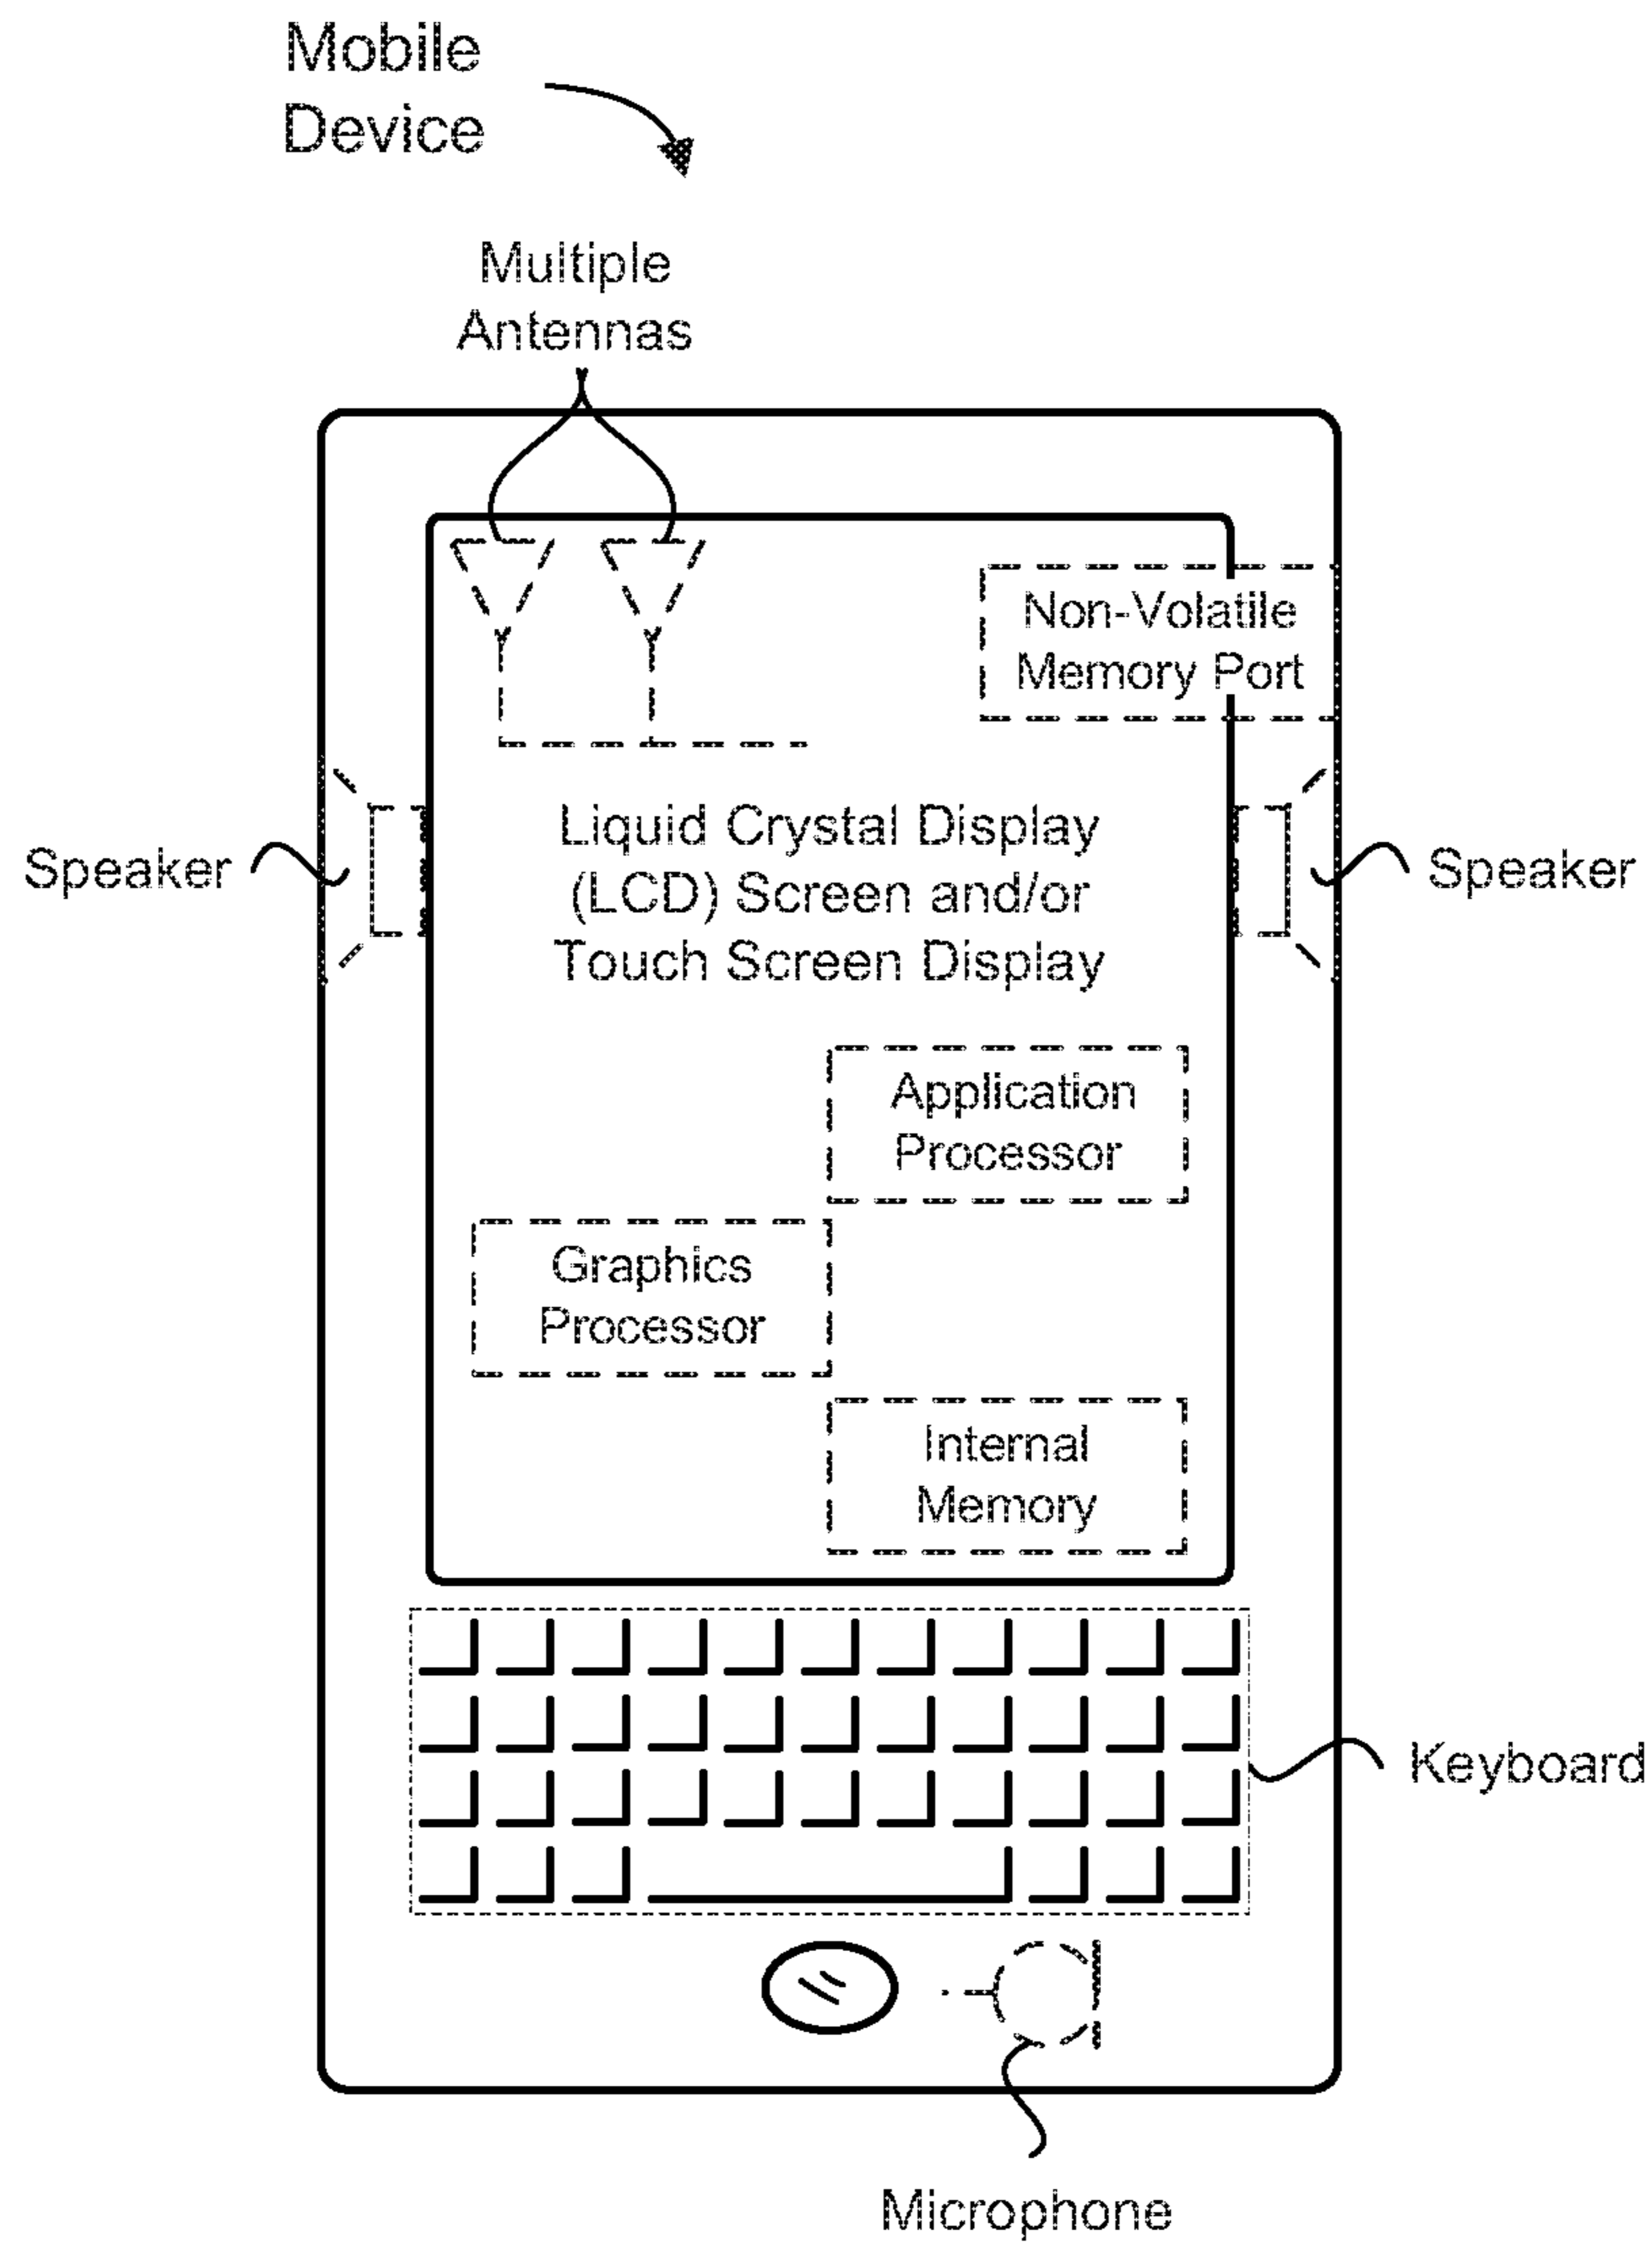 Mobile
Device
Multiple
Antennas
Non-Volatile
Memory Port
Speaker
Liquid Crystal Display
(LCD) Screen and/or
Touch Screen Display
Speaker
Application
Processor
Graphics
Processor
Internal
Memory
Keyboard
Microphone